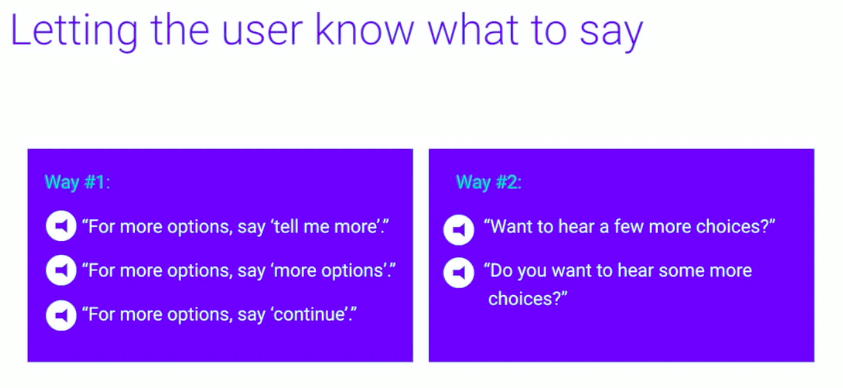 Letting the user know what to say
Way #1:
“For more options, say ‘tell me more’.”
“For more options, say ‘more options’.”
“For more options, say ‘continue’.”
Way #2:
“Want to hear a few more choices?”
“Do you want to hear some more
choices?”